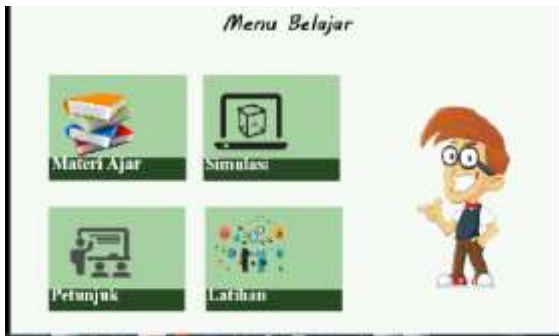 Menu Belajar
Materi Ajar
Simulasi
Petunjuk
Latihan